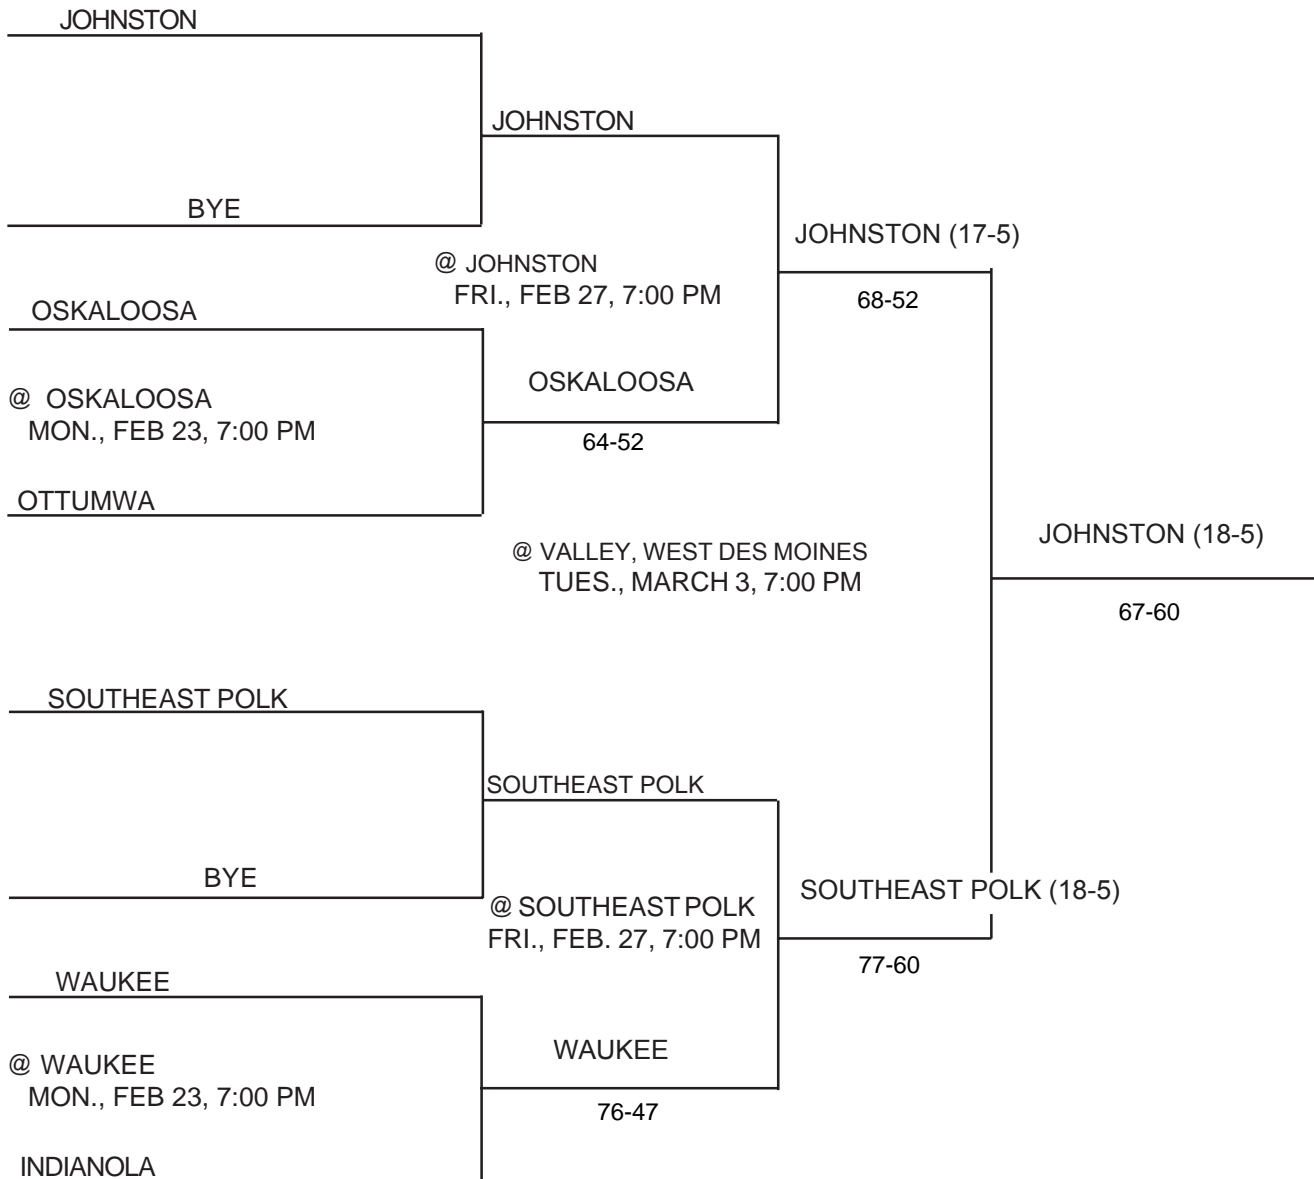 JOHNSTON
JOHNSTON
BYE
JOHNSTON (17-5)
@ JOHNSTON
FRI., FEB 27, 7:00 PM
68-52
OSKALOOSA
OSKALOOSA
@ OSKALOOSA
MON., FEB 23, 7:00 PM
64-52
OTTUMWA
@ VALLEY, WEST DES MOINES
TUES., MARCH 3, 7:00 PM
JOHNSTON (18-5)
67-60
SOUTHEAST POLK
SOUTHEAST POLK
BYE
SOUTHEAST POLK (18-5)
@ SOUTHEAST POLK
FRI., FEB. 27, 7:00 PM
77-60
WAUKEE
WAUKEE
@ WAUKEE
MON., FEB 23, 7:00 PM
76-47
INDIANOLA